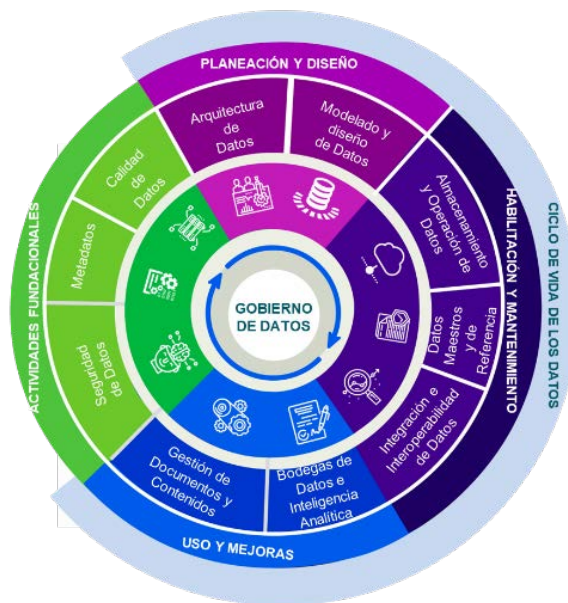 PLANEACIÓN Y DISEÑO
Arquitectura
de
Datos
Modelado y
diseño
de Datos
HABILITACIÓN Y MANTENIMIENTO
Almacenamiento
y Operación de
Datos
Datos
Maestros
y de
Referencia
Integración e
Interoperabilidad
de Datos
CICLO DE VIDA DE LOS DATOS
USO Y MEJORAS
Bodegas de
Datos e
Inteligencia
Analítica
Gestión de
Documentos y
Contenidos
ACTIVIDADES FUNDACIONALES
Seguridad
de Datos
Metadatos
Calidad
de
Datos
GOBIERNO
DE DATOS